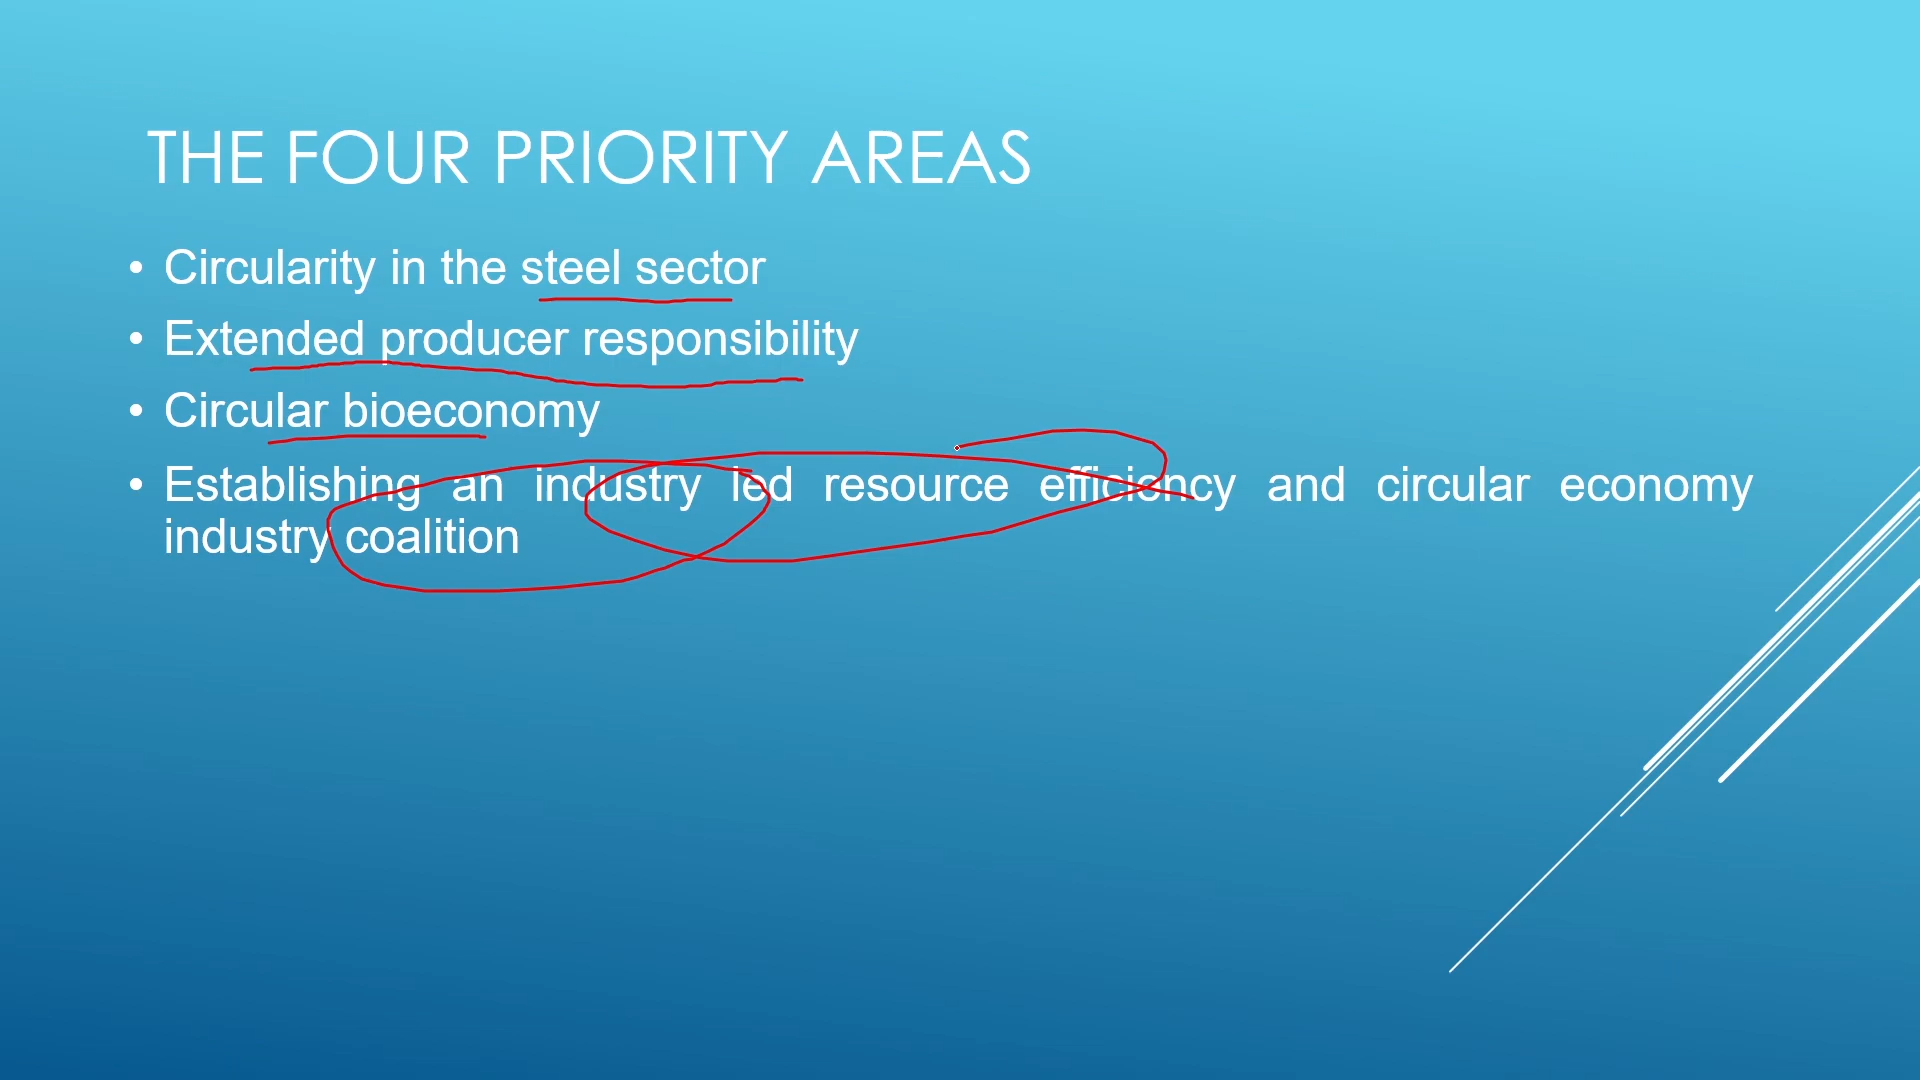 THE FOUR PRIORITY AREAS
• Circularity in the steel sector
• Extended producer responsibility
• Circular bioeconomy
• Establishing an industry led resource efficiency and circular economy
industry coalition